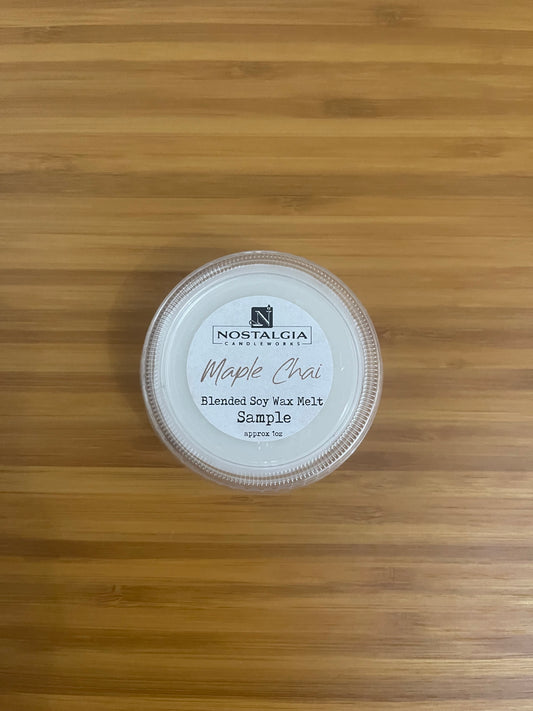 N
NOSTALGIA
CANDLEWORKS
Maple Chai
Blended Soy Wax Melt
Sample
approx 1oz